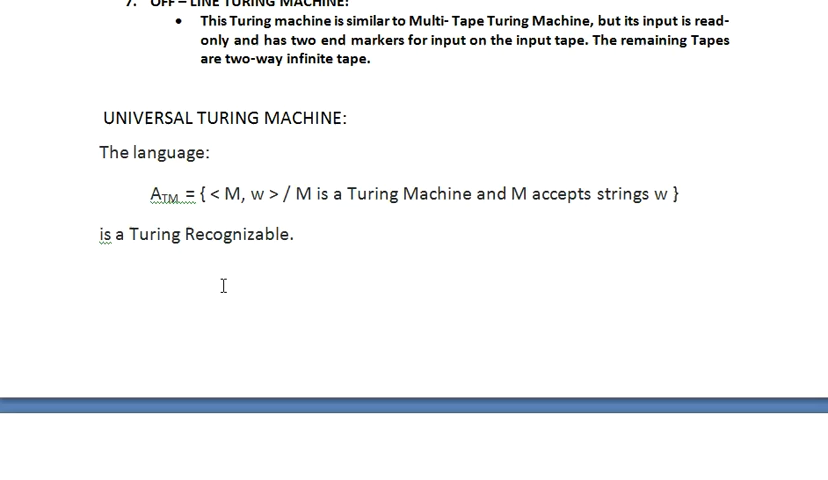 7. OFF – LINE TURING MACHINE:
• This Turing machine is similar to Multi- Tape Turing Machine, but its input is read-
only and has two end markers for input on the input tape. The remaining Tapes
are two-way infinite tape.
UNIVERSAL TURING MACHINE:
The language:
ATM = { < M, w > / M is a Turing Machine and M accepts strings w }
is a Turing Recognizable.